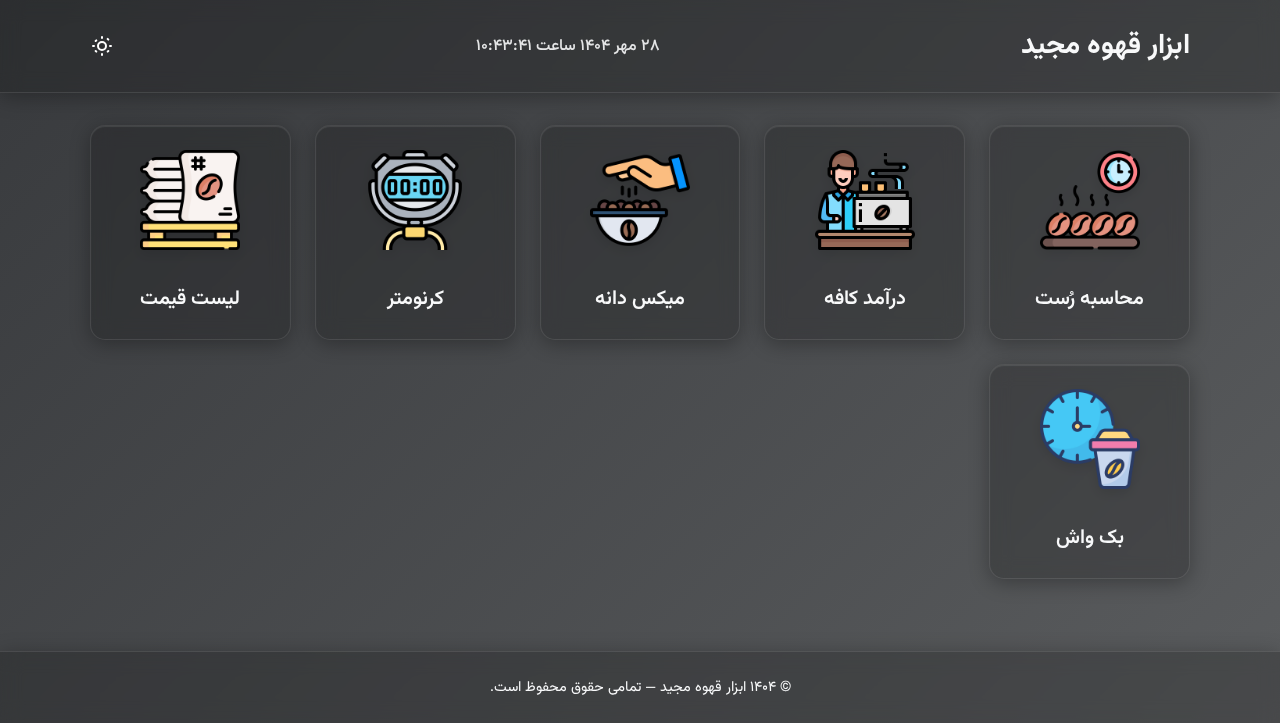 ابزار قهوه مجید
۲۸ مهر ۱۴۰۴ ساعت ۱۰:۴۳:۴۱
محاسبه رُست
درآمد کافه
میکس دانه
00:00
کرنومتر
#
لیست قیمت
بک واش
© ۱۴۰۴ ابزار قهوه مجید — تمامی حقوق محفوظ است.